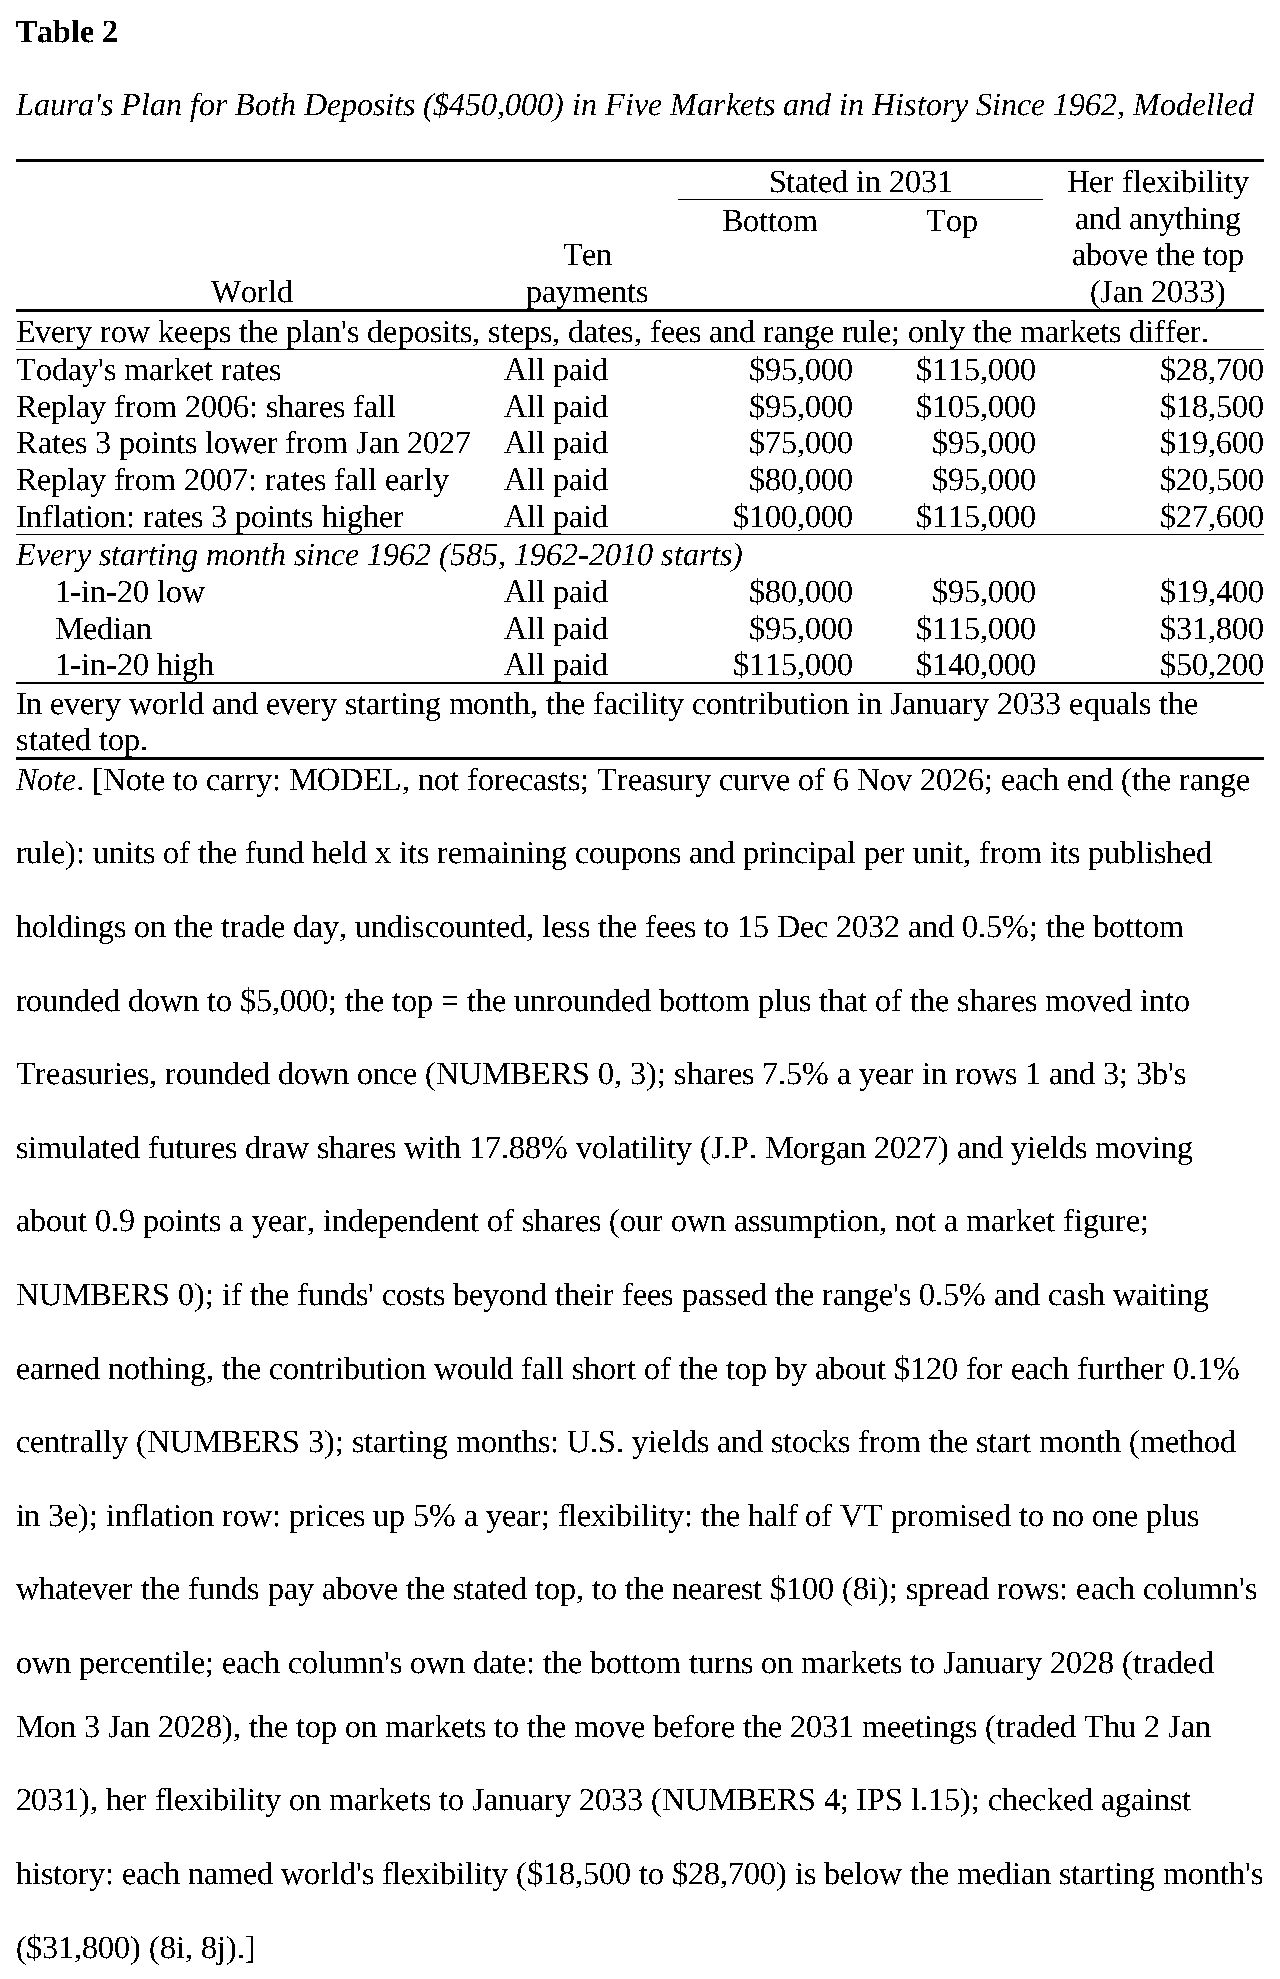 Table 2
Laura's Plan for Both Deposits ($450,000) in Five Markets and in History Since 1962, Modelled
Stated in 2031 Her flexibility
Bottom Top and anything
Ten above the top
World payments (Jan 2033)
Every row keeps the plan's deposits, steps, dates, fees and range rule; only the markets differ.
Today's market rates All paid $95,000 $115,000 $28,700
Replay from 2006: shares fall All paid $95,000 $105,000 $18,500
Rates 3 points lower from Jan 2027 All paid $75,000 $95,000 $19,600
Replay from 2007: rates fall early All paid $80,000 $95,000 $20,500
Inflation: rates 3 points higher All paid $100,000 $115,000 $27,600
Every starting month since 1962 (585, 1962-2010 starts)
1-in-20 low All paid $80,000 $95,000 $19,400
Median All paid $95,000 $115,000 $31,800
1-in-20 high All paid $115,000 $140,000 $50,200
In every world and every starting month, the facility contribution in January 2033 equals the
stated top.
Note. [Note to carry: MODEL, not forecasts; Treasury curve of 6 Nov 2026; each end (the range
rule): units of the fund held x its remaining coupons and principal per unit, from its published
holdings on the trade day, undiscounted, less the fees to 15 Dec 2032 and 0.5%; the bottom
rounded down to $5,000; the top = the unrounded bottom plus that of the shares moved into
Treasuries, rounded down once (NUMBERS 0, 3); shares 7.5% a year in rows 1 and 3; 3b's
simulated futures draw shares with 17.88% volatility (J.P. Morgan 2027) and yields moving
about 0.9 points a year, independent of shares (our own assumption, not a market figure;
NUMBERS 0); if the funds' costs beyond their fees passed the range's 0.5% and cash waiting
earned nothing, the contribution would fall short of the top by about $120 for each further 0.1%
centrally (NUMBERS 3); starting months: U.S. yields and stocks from the start month (method
in 3e); inflation row: prices up 5% a year; flexibility: the half of VT promised to no one plus
whatever the funds pay above the stated top, to the nearest $100 (8i); spread rows: each column's
own percentile; each column's own date: the bottom turns on markets to January 2028 (traded
Mon 3 Jan 2028), the top on markets to the move before the 2031 meetings (traded Thu 2 Jan
2031), her flexibility on markets to January 2033 (NUMBERS 4; IPS l.15); checked against
history: each named world's flexibility ($18,500 to $28,700) is below the median starting month's
($31,800) (8i, 8j).]